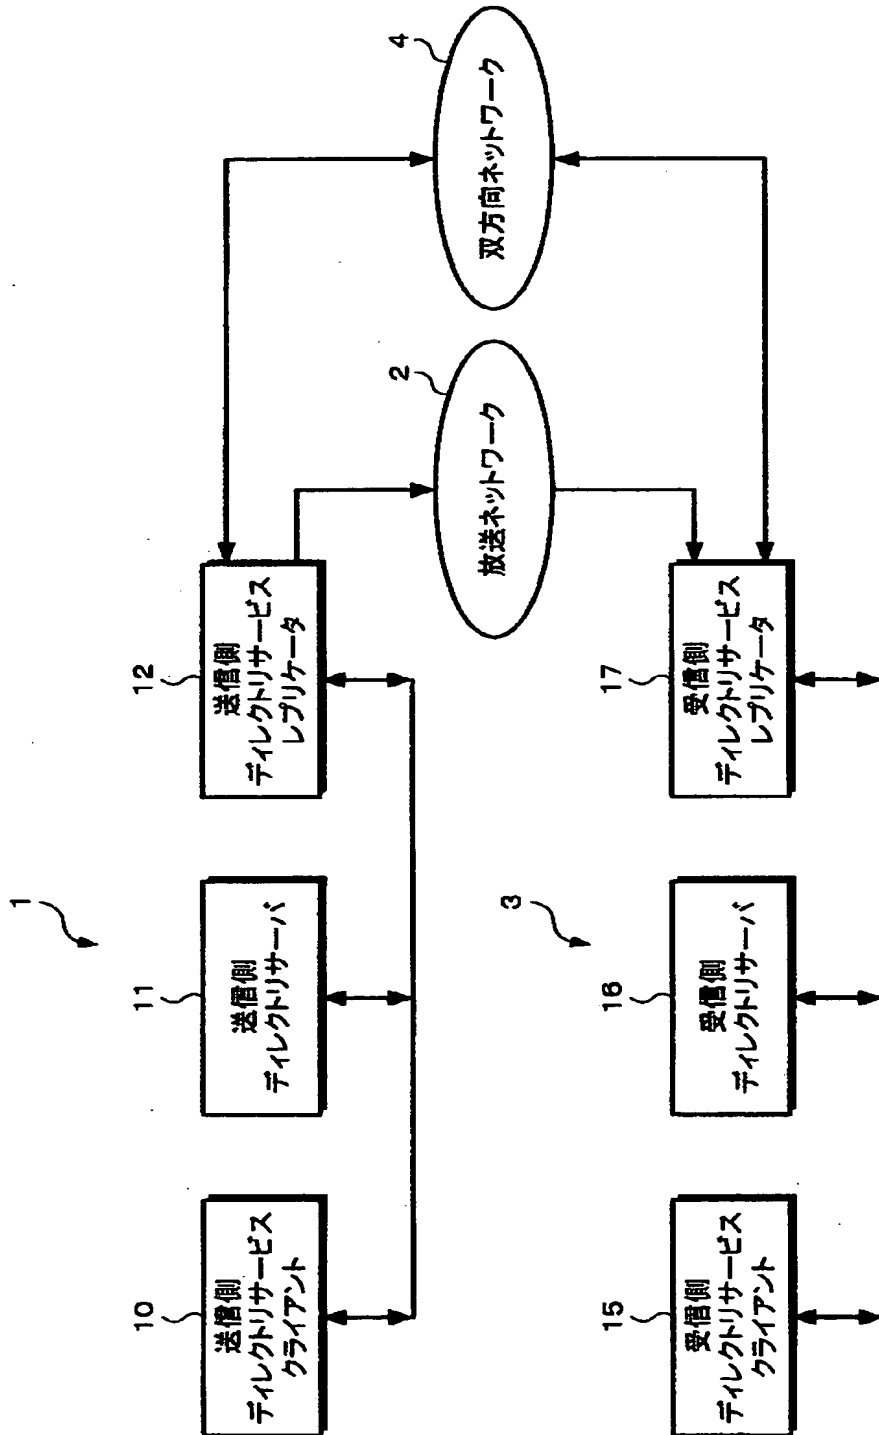 1
10
送信側
ディレクトリサービス
クライアント
11
送信側
ディレクトリサーバ
12
送信側
ディレクトリサービス
レプリケータ
2
放送ネットワーク
4
双方向ネットワーク
3
15
受信側
ディレクトリサービス
クライアント
16
受信側
ディレクトリサーバ
17
受信側
ディレクトリサービス
レプリケータ